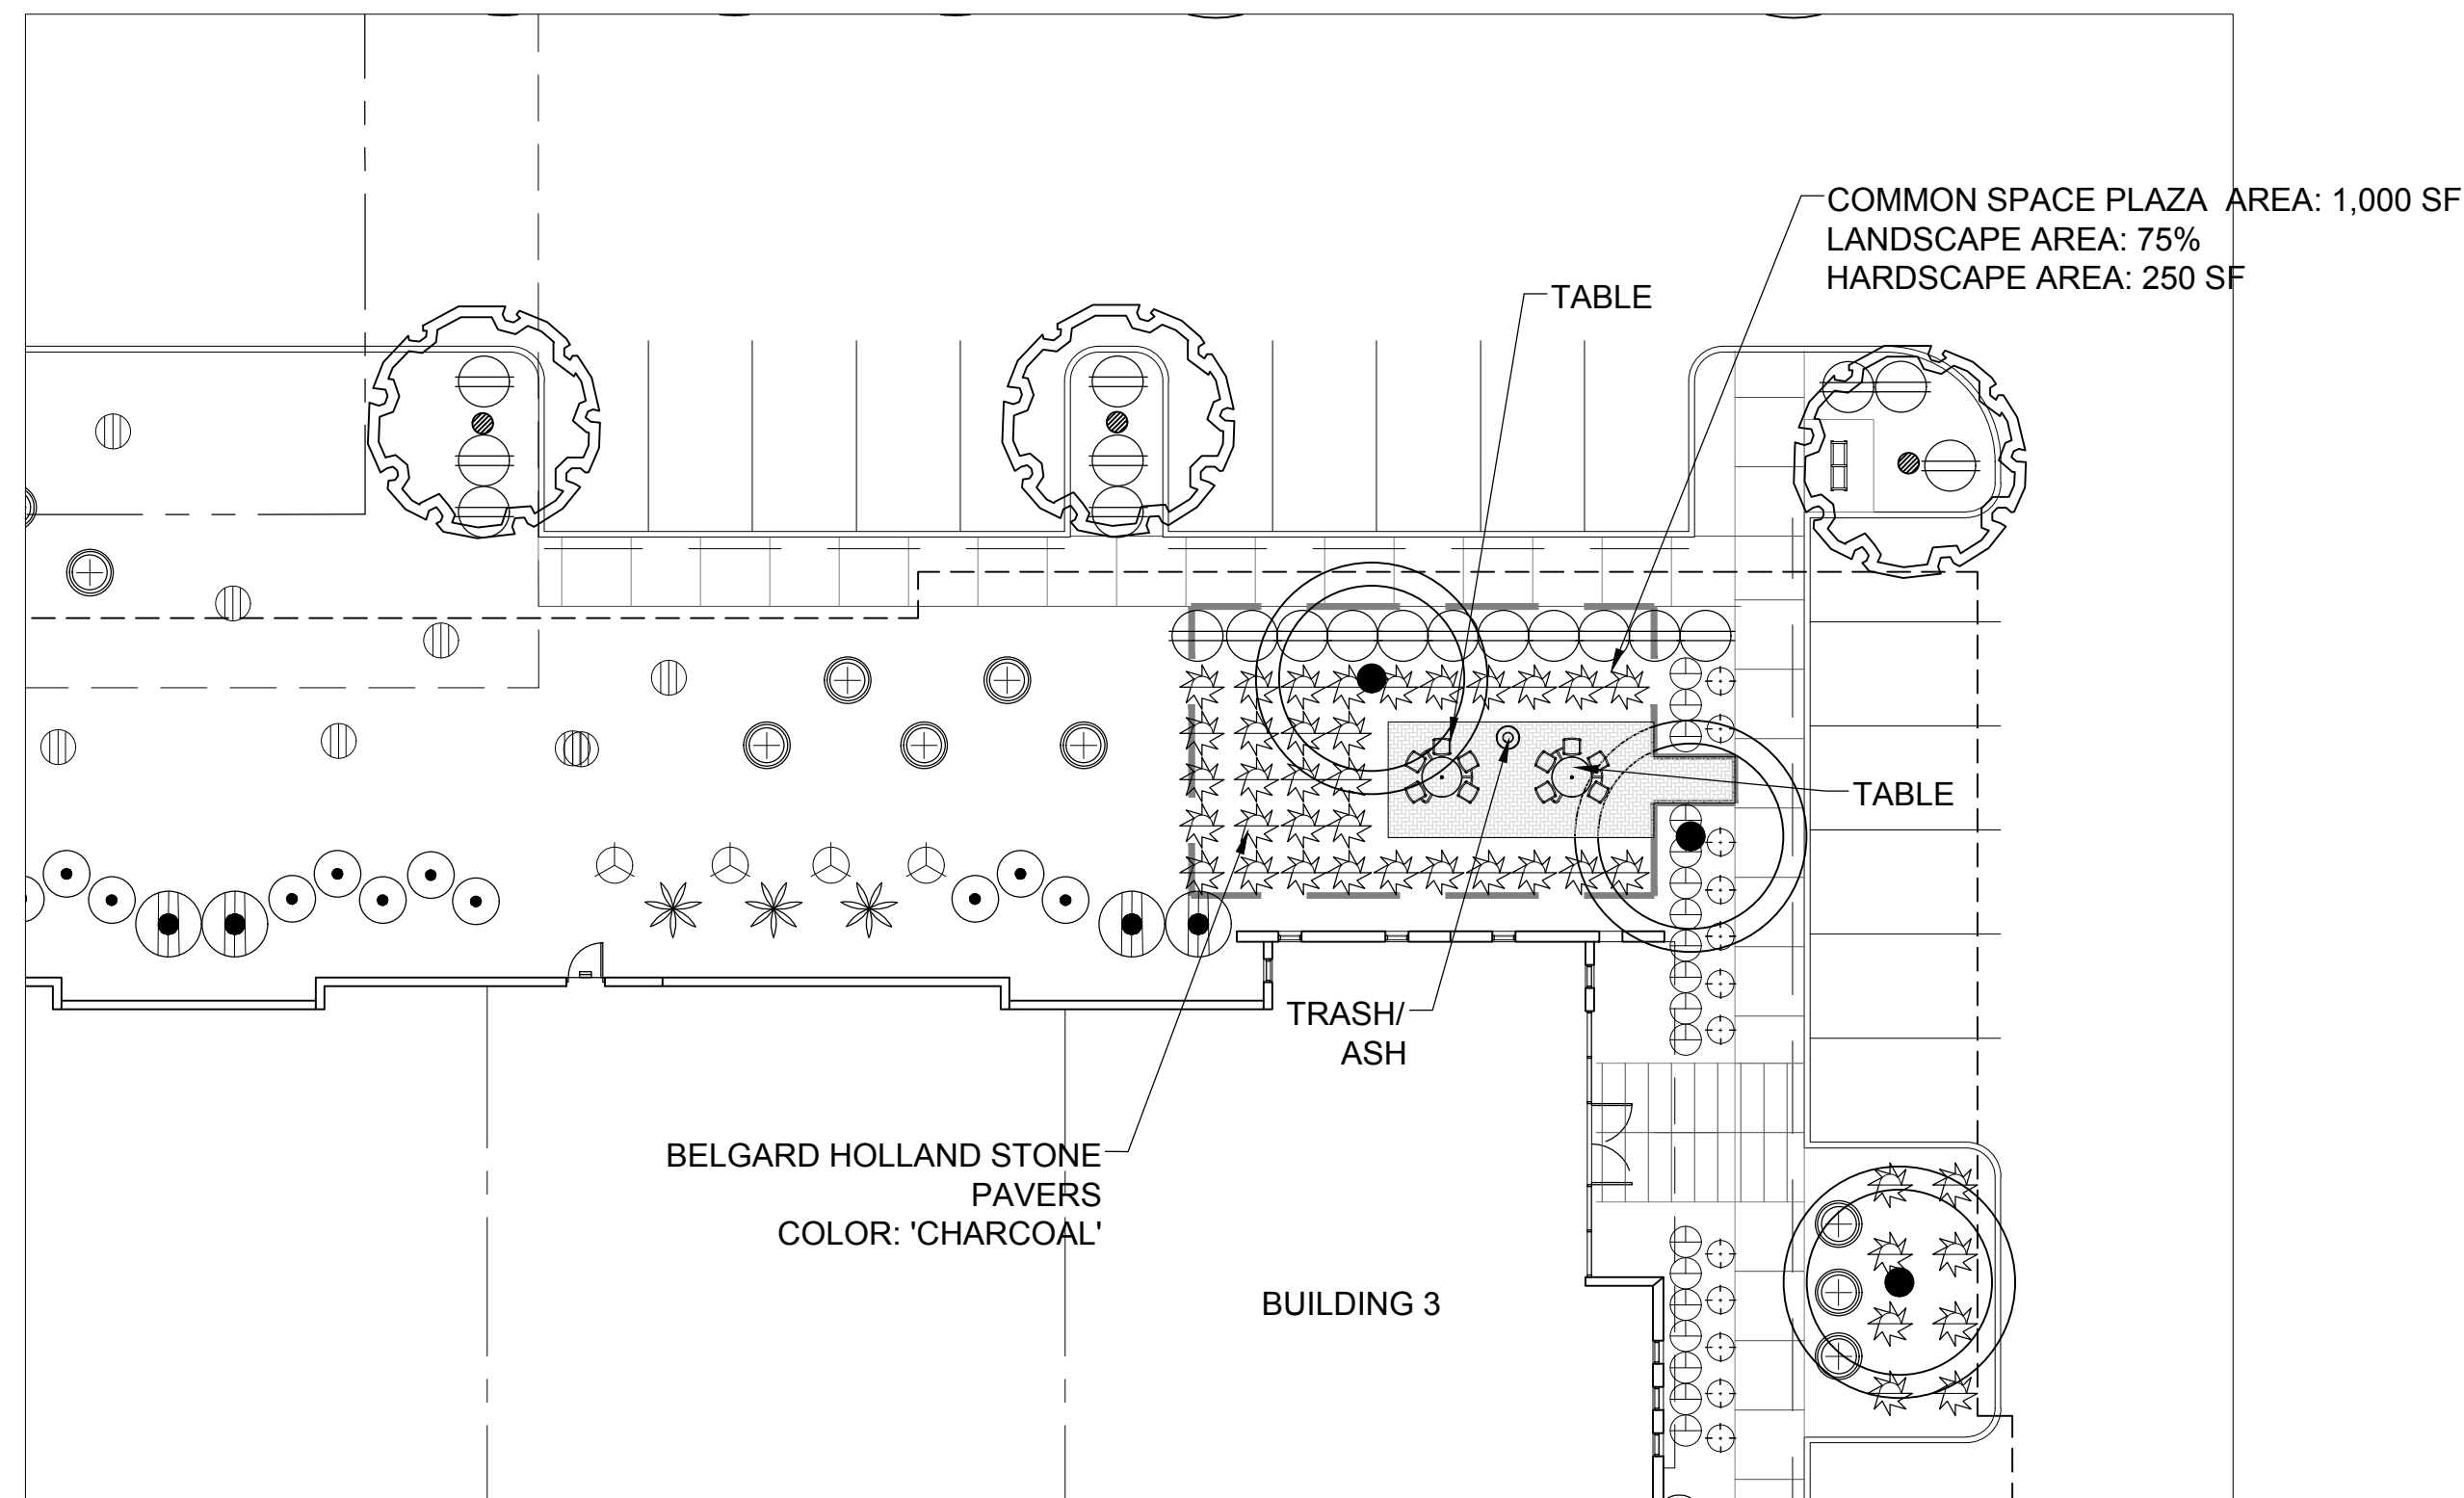 COMMON SPACE PLAZA  AREA: 1,000 SF
LANDSCAPE AREA: 75%
HARDSCAPE AREA: 250 SF
TABLE
TABLE
TRASH/
ASH
BELGARD HOLLAND STONE
PAVERS
COLOR: 'CHARCOAL'
BUILDING 3